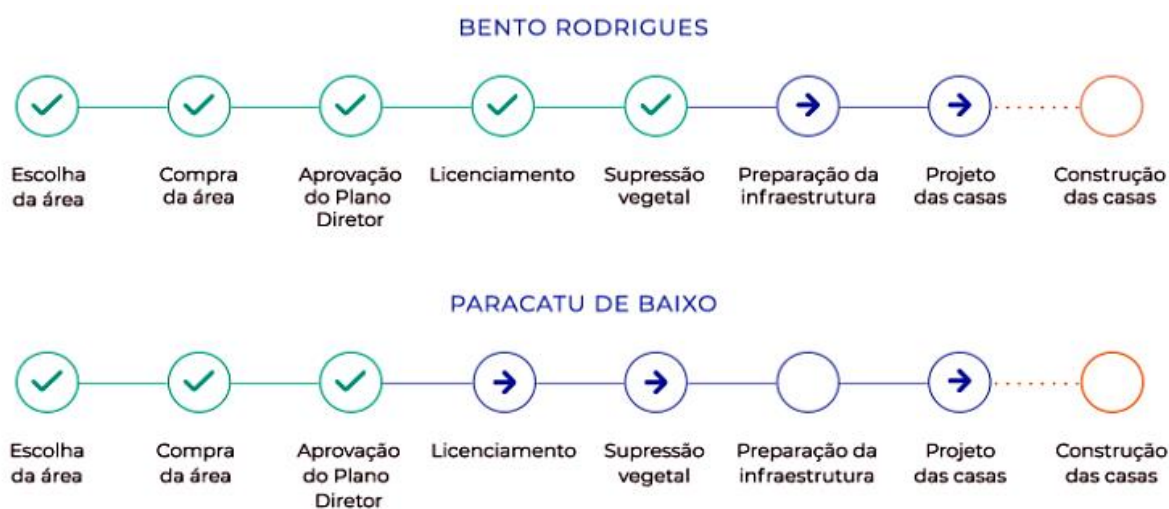 BENTO RODRIGUES
Escolha
da área
Compra
da área
Aprovação
do Plano
Diretor
Licenciamento
Supressão
vegetal
Preparação da
infraestrutura
Projeto
das casas
Construção
das casas
PARACATU DE BAIXO
Escolha
da área
Compra
da área
Aprovação
do Plano
Diretor
Licenciamento
Supressão
vegetal
Preparação da
infraestrutura
Projeto
das casas
Construção
das casas